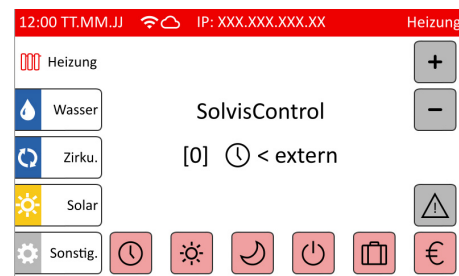 12:00 TT.MM.JJ IP: XXX.XXX.XXX.XX Heizung
Heizung +
Wasser SolvisControl −
Zirku. [0] < extern
Solar
Sonstig. €